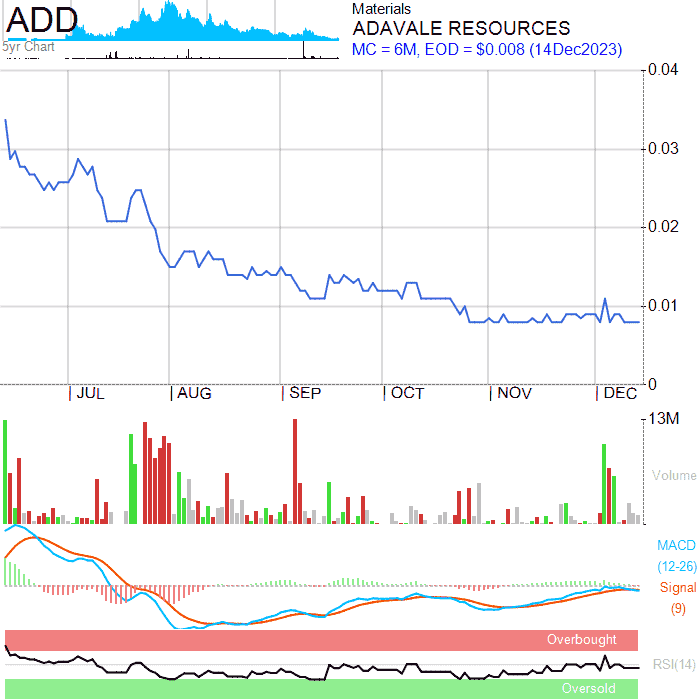 ADD
5yr Chart
Materials
ADAVALE RESOURCES
MC = 6M, EOD = $0.008 (14Dec2023)
0.04
0.03
0.02
0.01
0
JUL AUG SEP OCT NOV DEC
13M
Volume
MACD
(12-26)
Signal
(9)
Overbought
RSI(14)
Oversold